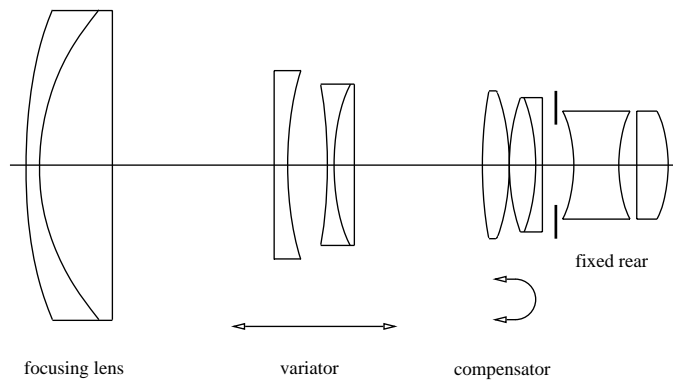 fixed rear
focusing lens
variator
compensator